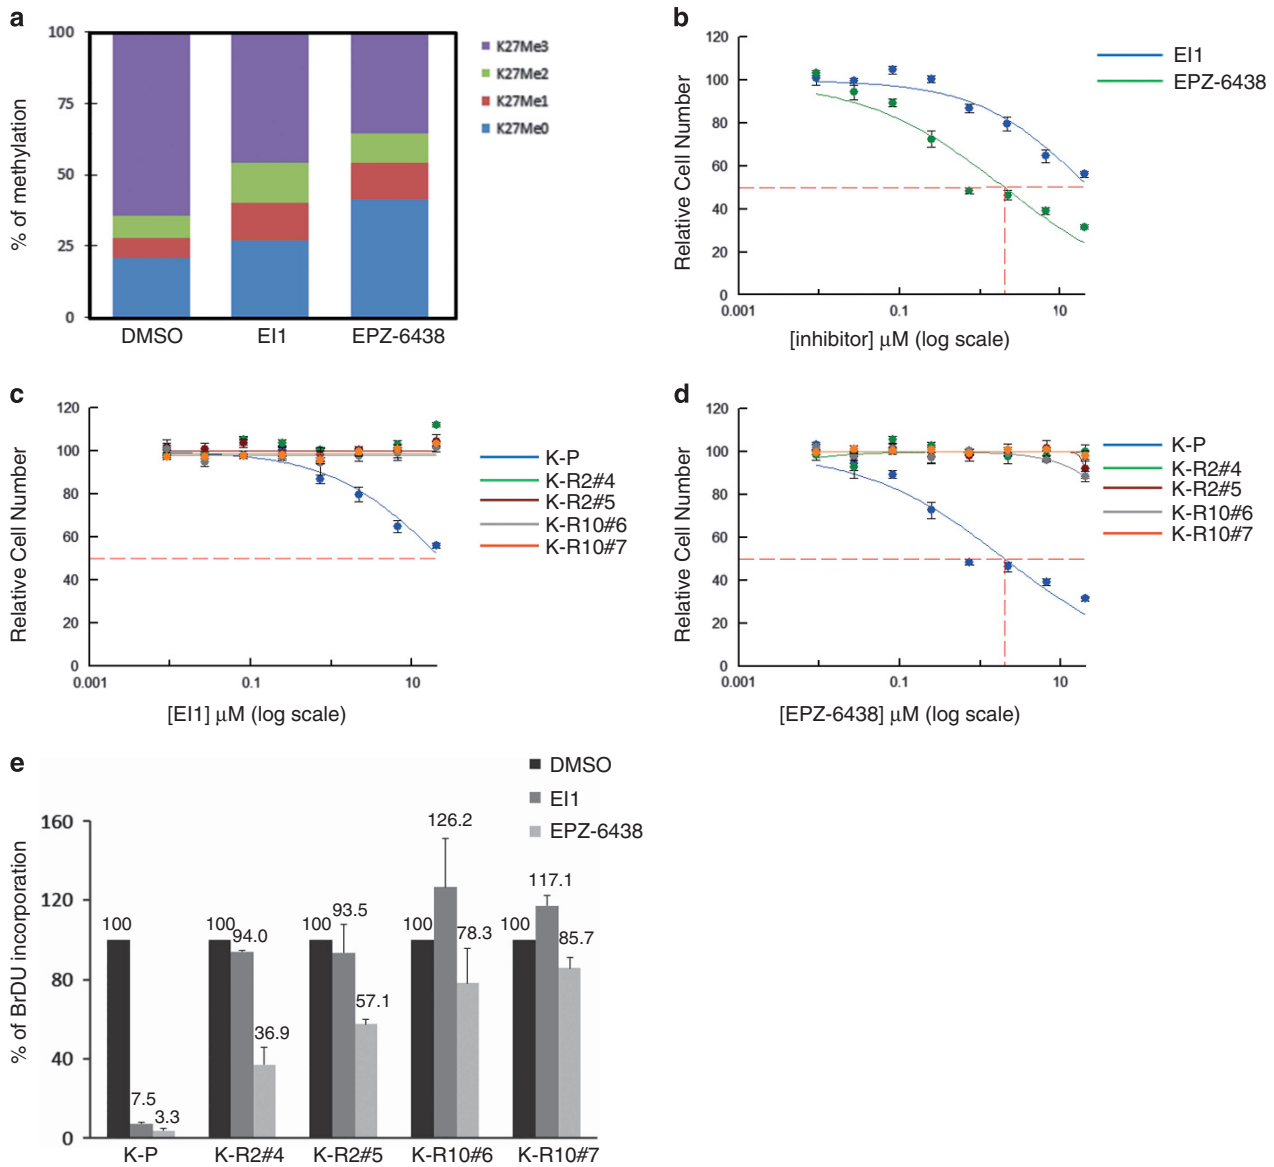 a
100
75
50
25
0
% of methylation
K27Me3
K27Me2
K27Me1
K27Me0
DMSO
EI1
EPZ-6438
b
120
100
80
60
40
20
0
Relative Cell Number
0.001
0.1
10
[inhibitor] μM (log scale)
EI1
EPZ-6438
c
120
100
80
60
40
20
0
Relative Cell Number
0.001
0.1
10
[EI1] μM (log scale)
K-P
K-R2#4
K-R2#5
K-R10#6
K-R10#7
d
120
100
80
60
40
20
0
Relative Cell Number
0.001
0.1
10
[EPZ-6438] μM (log scale)
K-P
K-R2#4
K-R2#5
K-R10#6
K-R10#7
e
DMSO
EI1
EPZ-6438
160
120
80
40
0
% of BrDU incorporation
100
7.5
3.3
100
94.0
36.9
100
93.5
57.1
100
126.2
78.3
100
117.1
85.7
K-P
K-R2#4
K-R2#5
K-R10#6
K-R10#7